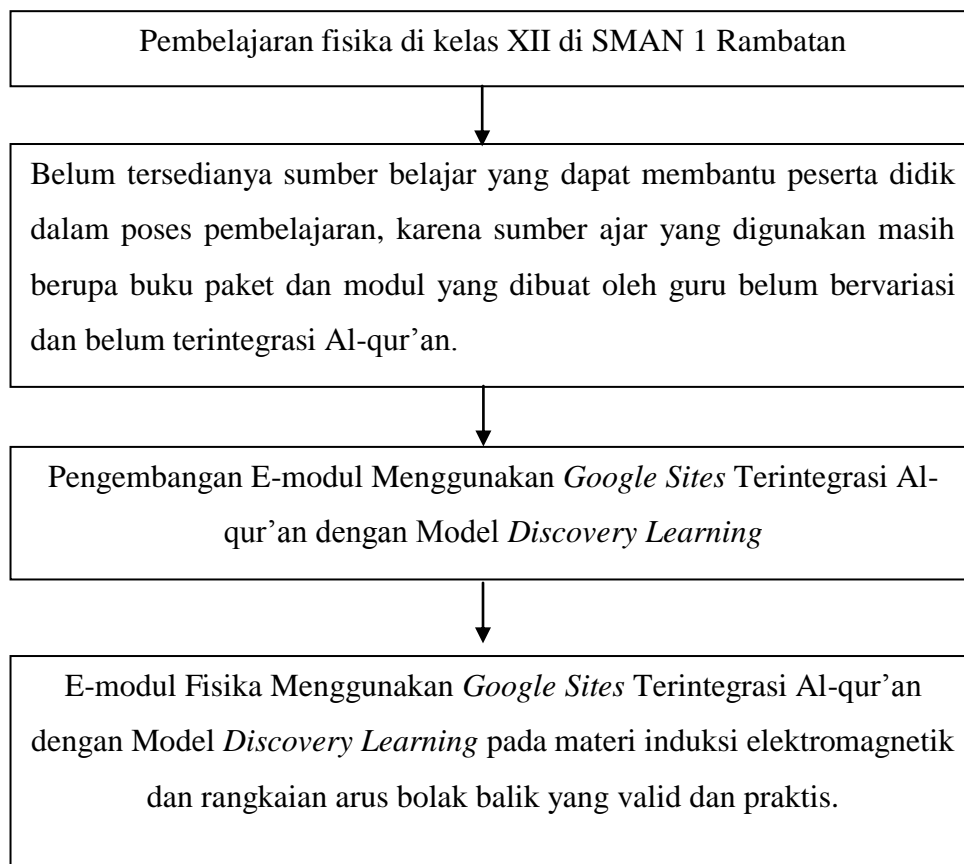 Pembelajaran fisika di kelas XII di SMAN 1 Rambatan
Belum tersedianya sumber belajar yang dapat membantu peserta didik
dalam poses pembelajaran, karena sumber ajar yang digunakan masih
berupa buku paket dan modul yang dibuat oleh guru belum bervariasi
dan belum terintegrasi Al-qur’an.
Pengembangan E-modul Menggunakan Google Sites Terintegrasi Al-
qur’an dengan Model Discovery Learning
E-modul Fisika Menggunakan Google Sites Terintegrasi Al-qur’an
dengan Model Discovery Learning pada materi induksi elektromagnetik
dan rangkaian arus bolak balik yang valid dan praktis.